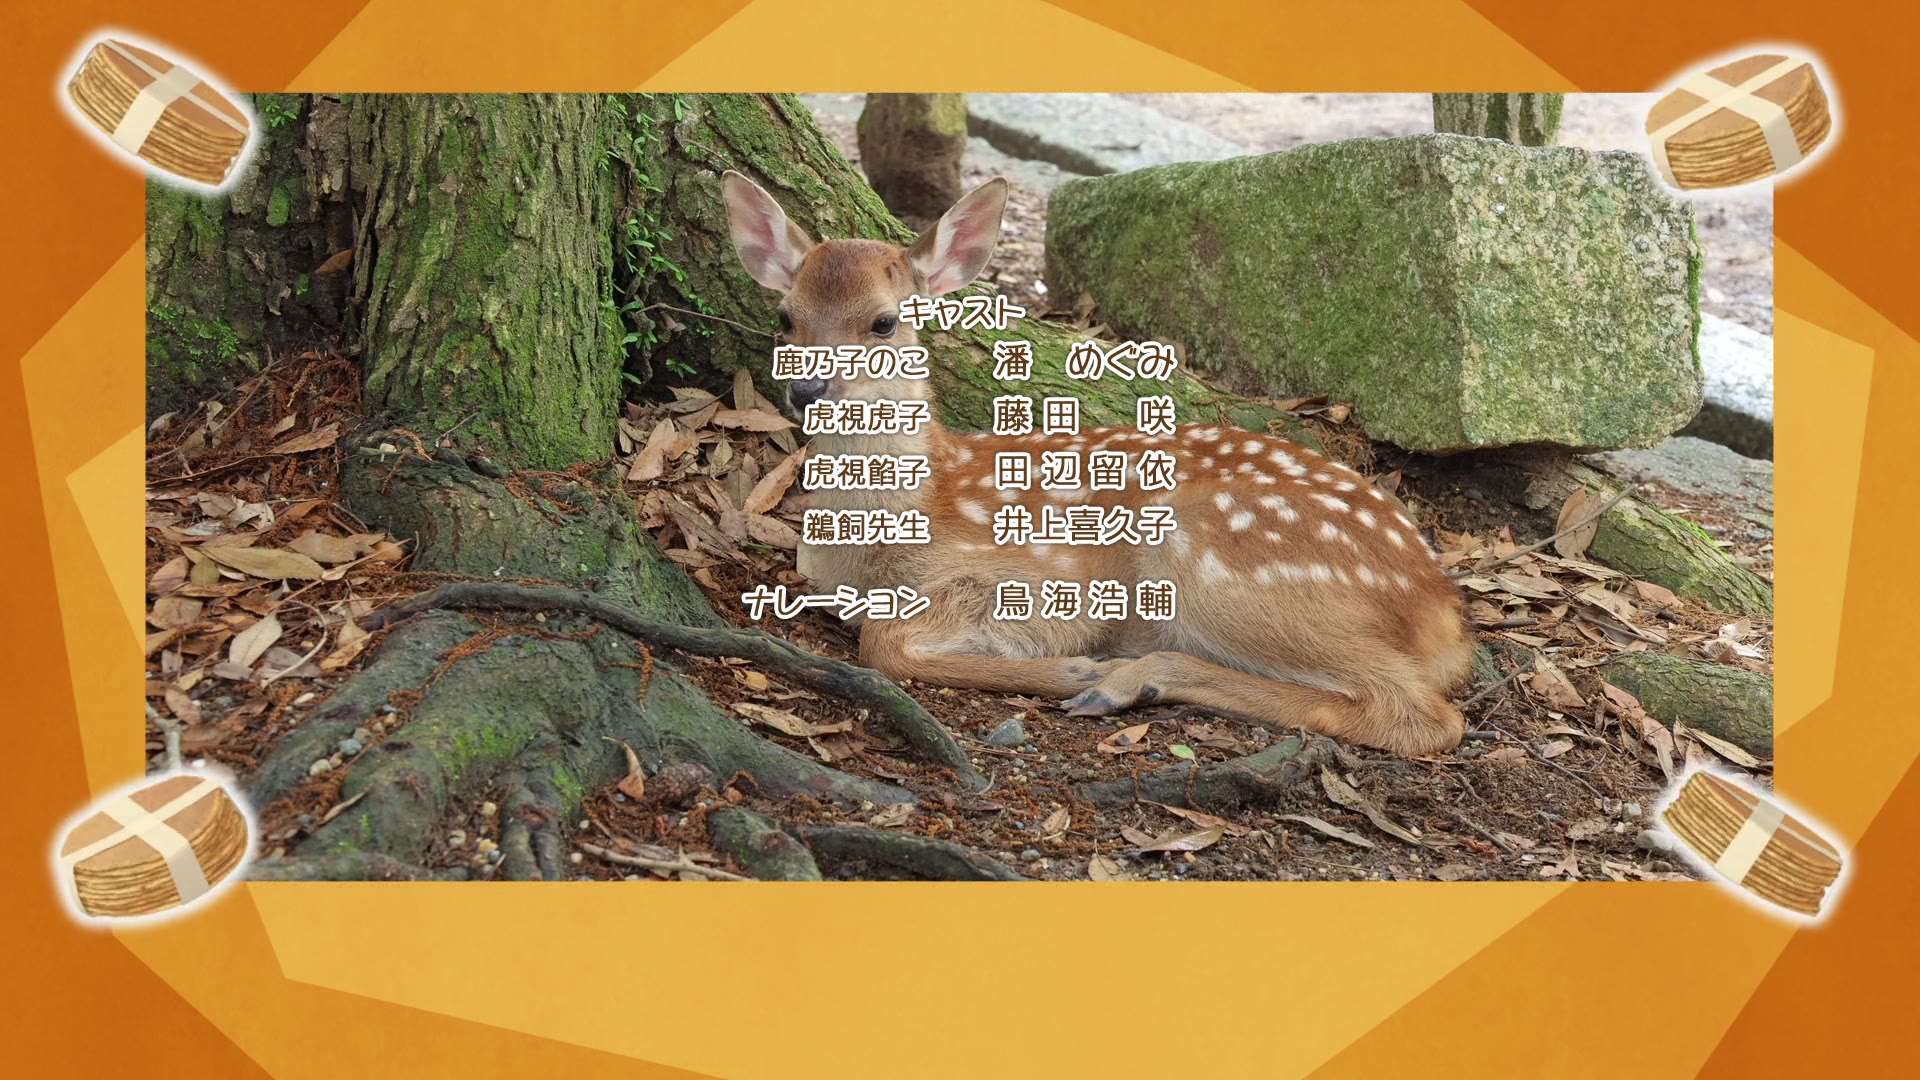 キャスト
鹿乃子のこ 潘 めぐみ
虎視虎子 藤田 咲
虎視餡子 田辺留依
鵜飼先生 井上喜久子
ナレーション 鳥海浩輔